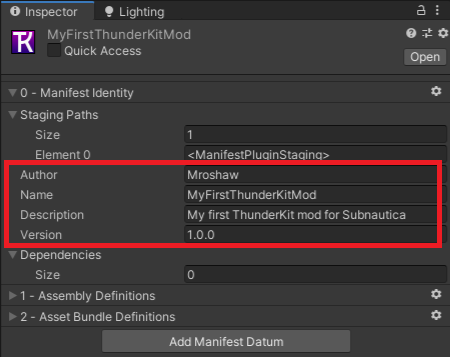 Inspector Lighting
TK MyFirstThunderKitMod
Quick Access
Open
0 - Manifest Identity
Staging Paths
Size 1
Element 0 <ManifestPluginStaging>
Author Mroshaw
Name MyFirstThunderKitMod
Description My first ThunderKit mod for Subnautica
Version 1.0.0
Dependencies
Size 0
1 - Assembly Definitions
2 - Asset Bundle Definitions
Add Manifest Datum